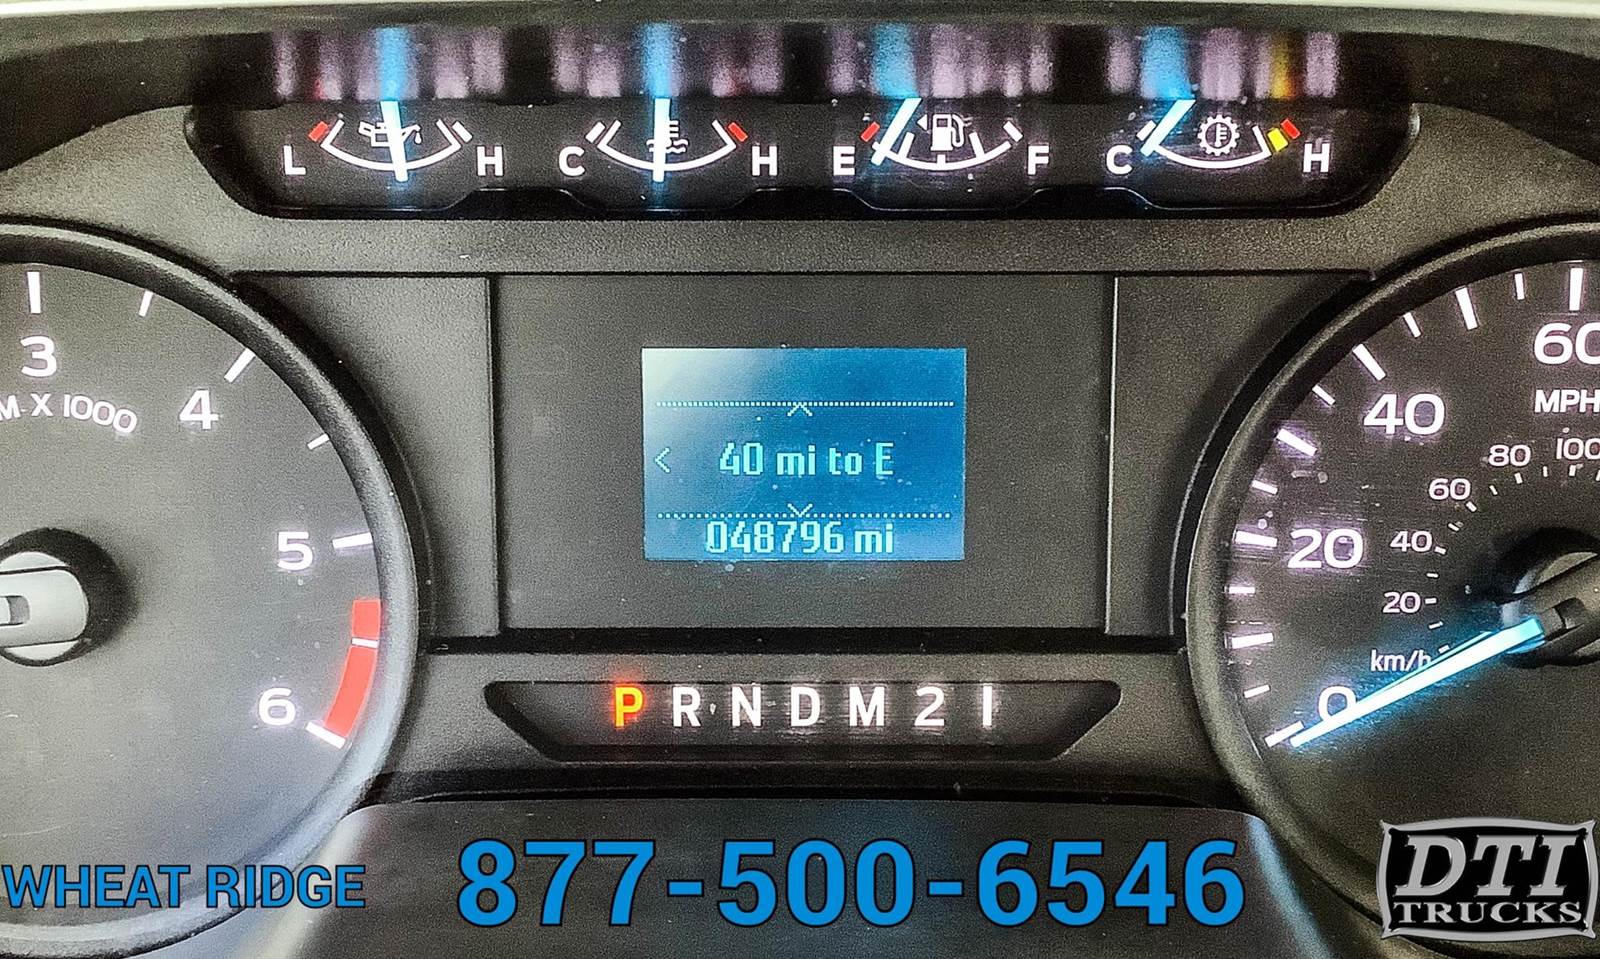 L H C H E F C H
3
M X 1000
4
5
6
40 mi to E
048796 mi
P R N D M 2 1
60
MPH
40
20
0
100
80
60
40
20
km/h
WHEAT RIDGE
877-500-6546
DTI
TRUCKS